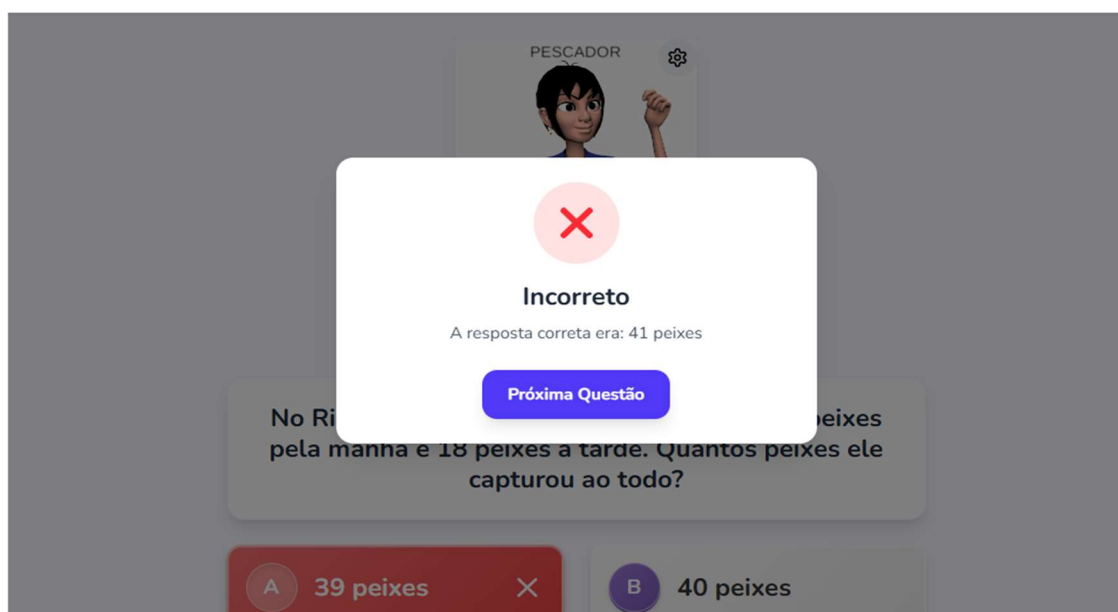 PESCADOR
Incorreto
A resposta correta era: 41 peixes
Próxima Questão
No Ri peixes
pela manhã e 18 peixes à tarde. Quantos peixes ele
capturou ao todo?
A 39 peixes
B 40 peixes